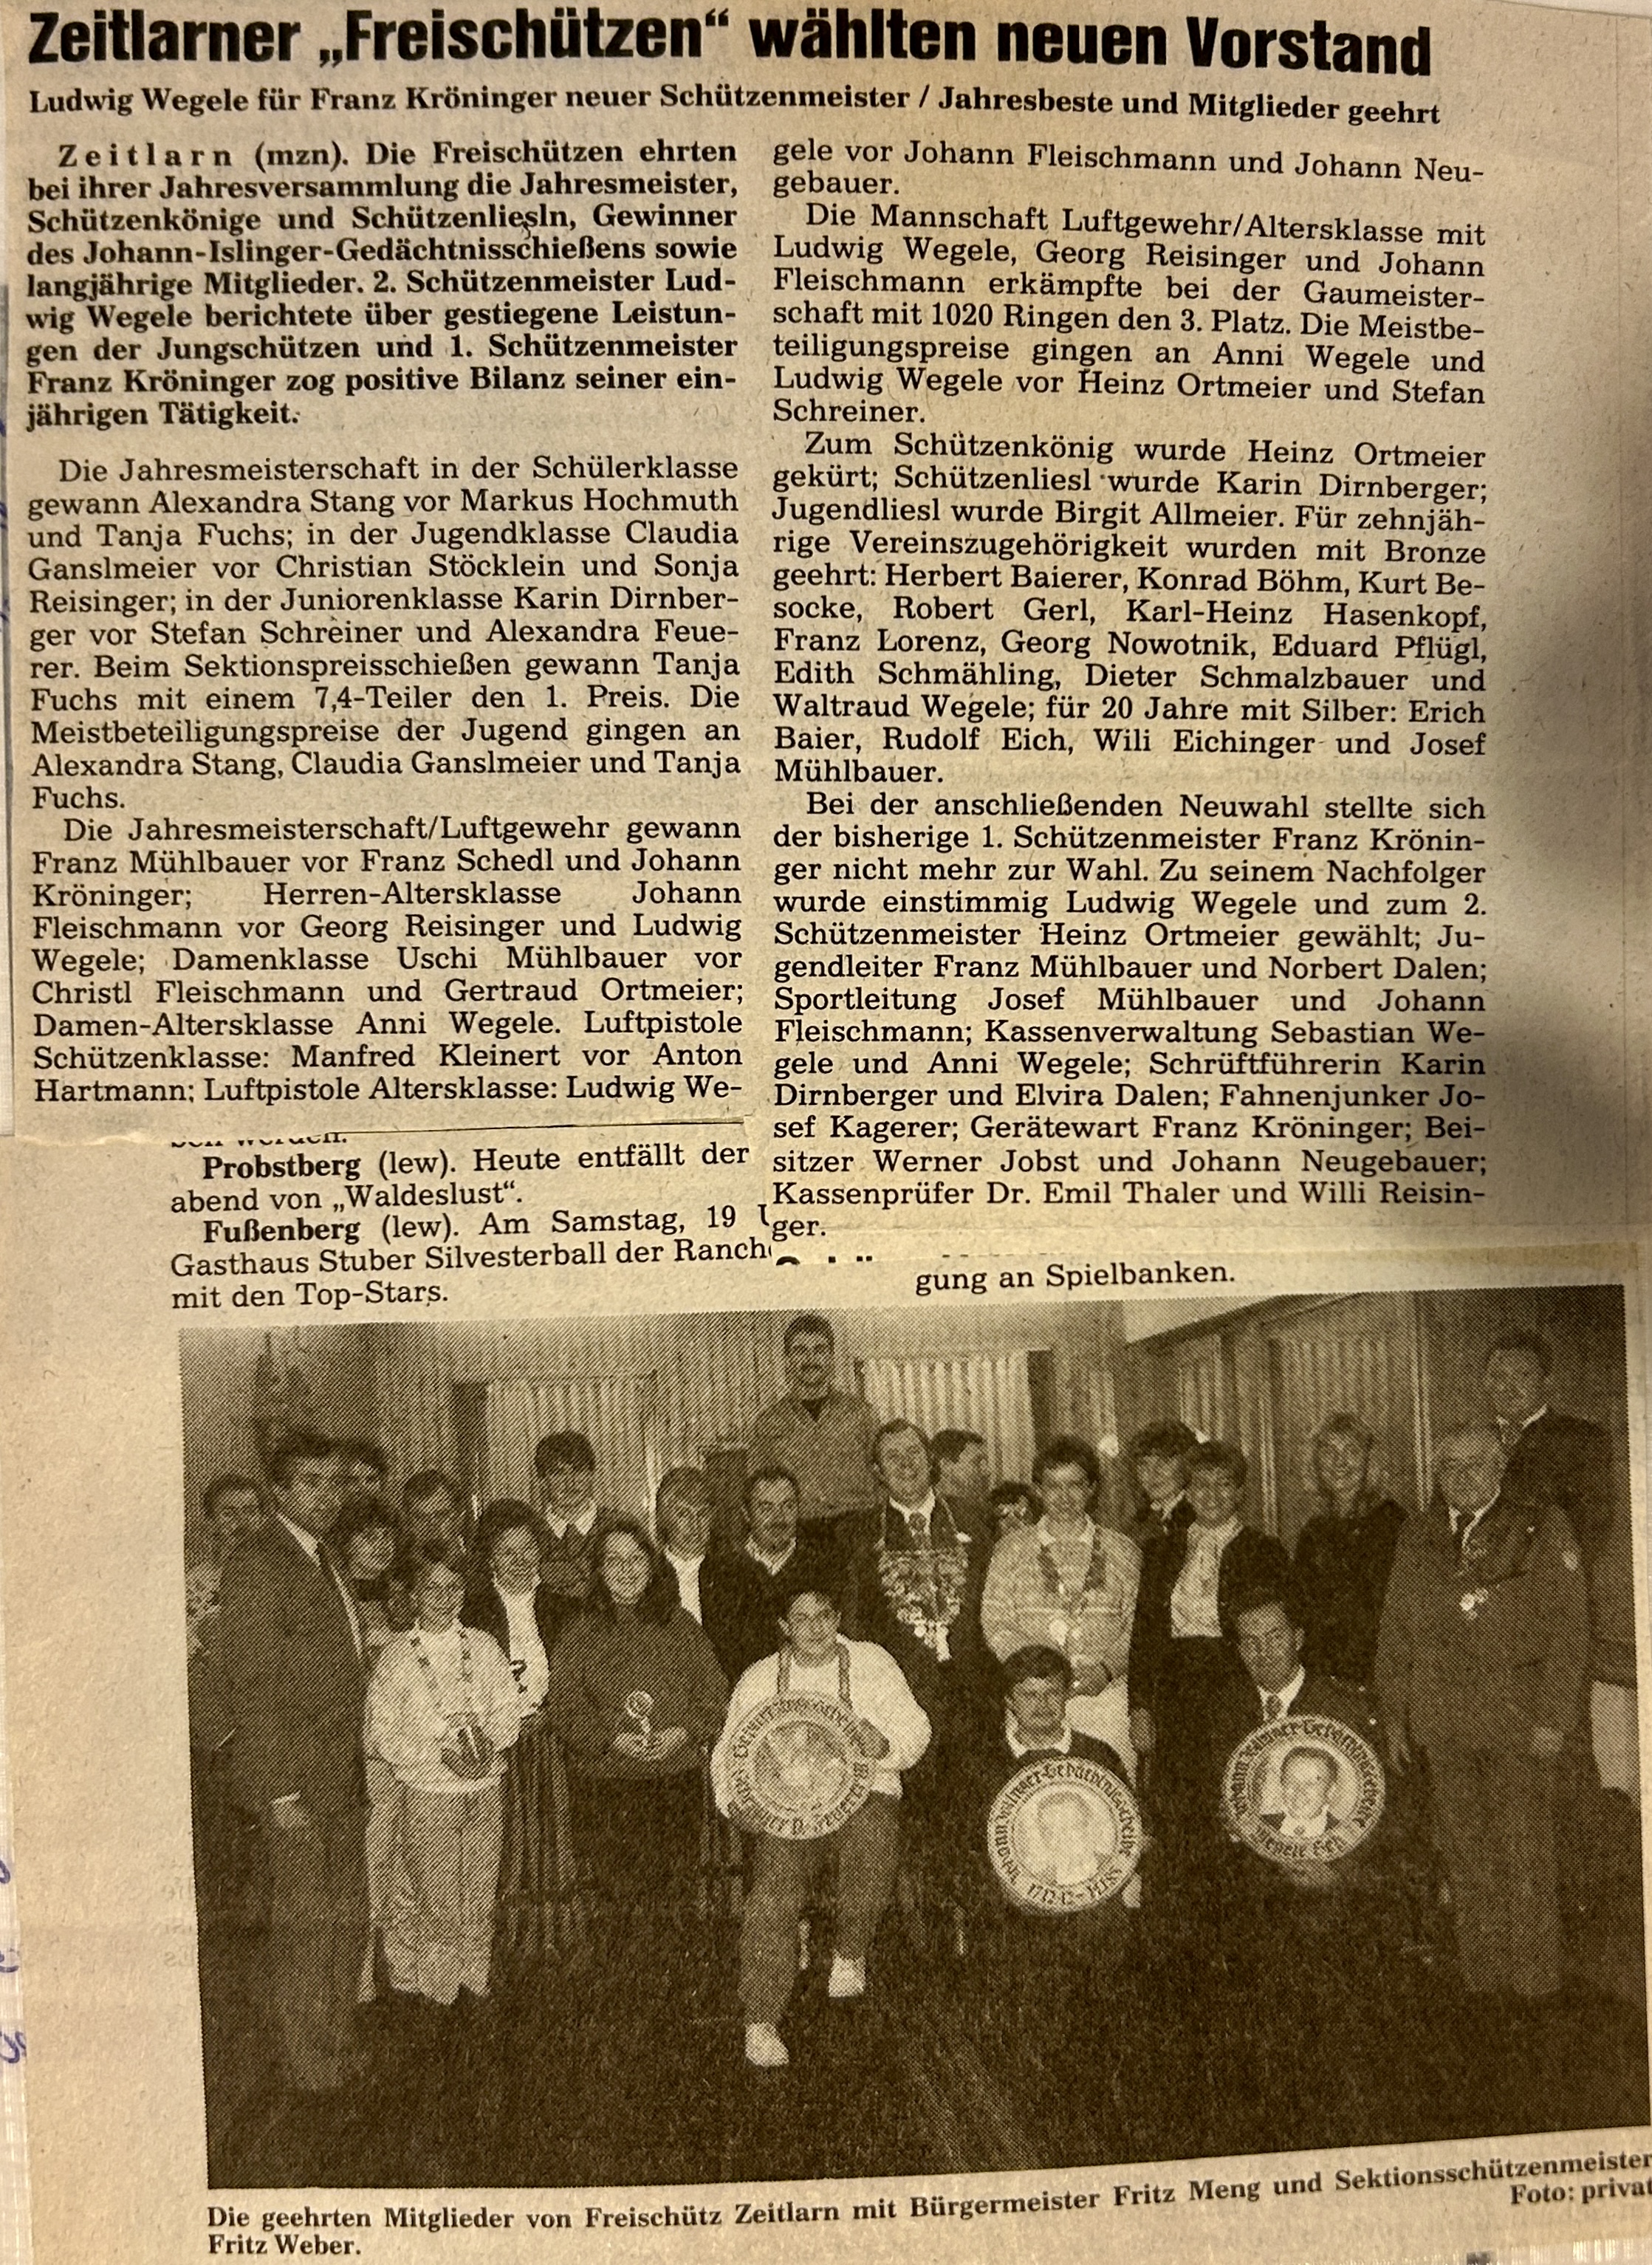 Zeitlarner „Freischützen“ wählten neuen Vorstand
Ludwig Wegele für Franz Kröninger neuer Schützenmeister / Jahresbeste und Mitglieder geehrt
Zeitlarn (mzn). Die Freischützen ehrten
bei ihrer Jahresversammlung die Jahresmeister,
Schützenkönige und Schützenliesln, Gewinner
des Johann-Islinger-Gedächtnisschießens sowie
langjährige Mitglieder. 2. Schützenmeister Lud-
wig Wegele berichtete über gestiegene Leistun-
gen der Jungschützen und 1. Schützenmeister
Franz Kröninger zog positive Bilanz seiner ein-
jährigen Tätigkeit.
Die Jahresmeisterschaft in der Schülerklasse
gewann Alexandra Stang vor Markus Hochmuth
und Tanja Fuchs; in der Jugendklasse Claudia
Ganslmeier vor Christian Stöcklein und Sonja
Reisinger; in der Juniorenklasse Karin Dirnber-
ger vor Stefan Schreiner und Alexandra Feue-
rer. Beim Sektionspreisschießen gewann Tanja
Fuchs mit einem 7,4-Teiler den 1. Preis. Die
Meistbeteiligungspreise der Jugend gingen an
Alexandra Stang, Claudia Ganslmeier und Tanja
Fuchs.
Die Jahresmeisterschaft/Luftgewehr gewann
Franz Mühlbauer vor Franz Schedl und Johann
Kröninger; Herren-Altersklasse Johann
Fleischmann vor Georg Reisinger und Ludwig
Wegele; Damenklasse Uschi Mühlbauer vor
Christl Fleischmann und Gertraud Ortmeier;
Damen-Altersklasse Anni Wegele. Luftpistole
Schützenklasse: Manfred Kleinert vor Anton
Hartmann; Luftpistole Altersklasse: Ludwig We-
gele vor Johann Fleischmann und Johann Neu-
gebauer.
Die Mannschaft Luftgewehr/Altersklasse mit
Ludwig Wegele, Georg Reisinger und Johann
Fleischmann erkämpfte bei der Gaumeister-
schaft mit 1020 Ringen den 3. Platz. Die Meistbe-
teiligungspreise gingen an Anni Wegele und
Ludwig Wegele vor Heinz Ortmeier und Stefan
Schreiner.
Zum Schützenkönig wurde Heinz Ortmeier
gekürt; Schützenliesl wurde Karin Dirnberger;
Jugendliesl wurde Birgit Allmeier. Für zehnjäh-
rige Vereinszugehörigkeit wurden mit Bronze
geehrt: Herbert Baierer, Konrad Böhm, Kurt Be-
socke, Robert Gerl, Karl-Heinz Hasenkopf,
Franz Lorenz, Georg Nowotnik, Eduard Pflügl,
Edith Schmähling, Dieter Schmalzbauer und
Waltraud Wegele; für 20 Jahre mit Silber: Erich
Baier, Rudolf Eich, Wili Eichinger und Josef
Mühlbauer.
Bei der anschließenden Neuwahl stellte sich
der bisherige 1. Schützenmeister Franz Krönin-
ger nicht mehr zur Wahl. Zu seinem Nachfolger
wurde einstimmig Ludwig Wegele und zum 2.
Schützenmeister Heinz Ortmeier gewählt; Ju-
gendleiter Franz Mühlbauer und Norbert Dalen;
Sportleitung Josef Mühlbauer und Johann
Fleischmann; Kassenverwaltung Sebastian We-
gele und Anni Wegele; Schrüftführerin Karin
Dirnberger und Elvira Dalen; Fahnenjunker Jo-
sef Kagerer; Gerätewart Franz Kröninger; Bei-
sitzer Werner Jobst und Johann Neugebauer;
Kassenprüfer Dr. Emil Thaler und Willi Reisin-
ger.
Probstberg (lew). Heute entfällt der
abend von „Waldeslust“.
Fußenberg (lew). Am Samstag, 19
Gasthaus Stuber Silvesterball der Ranch
mit den Top-Stars.
gung an Spielbanken.
Die geehrten Mitglieder von Freischütz Zeitlarn mit Bürgermeister Fritz Meng und Sektionsschützenmeister
Fritz Weber.
Foto: privat